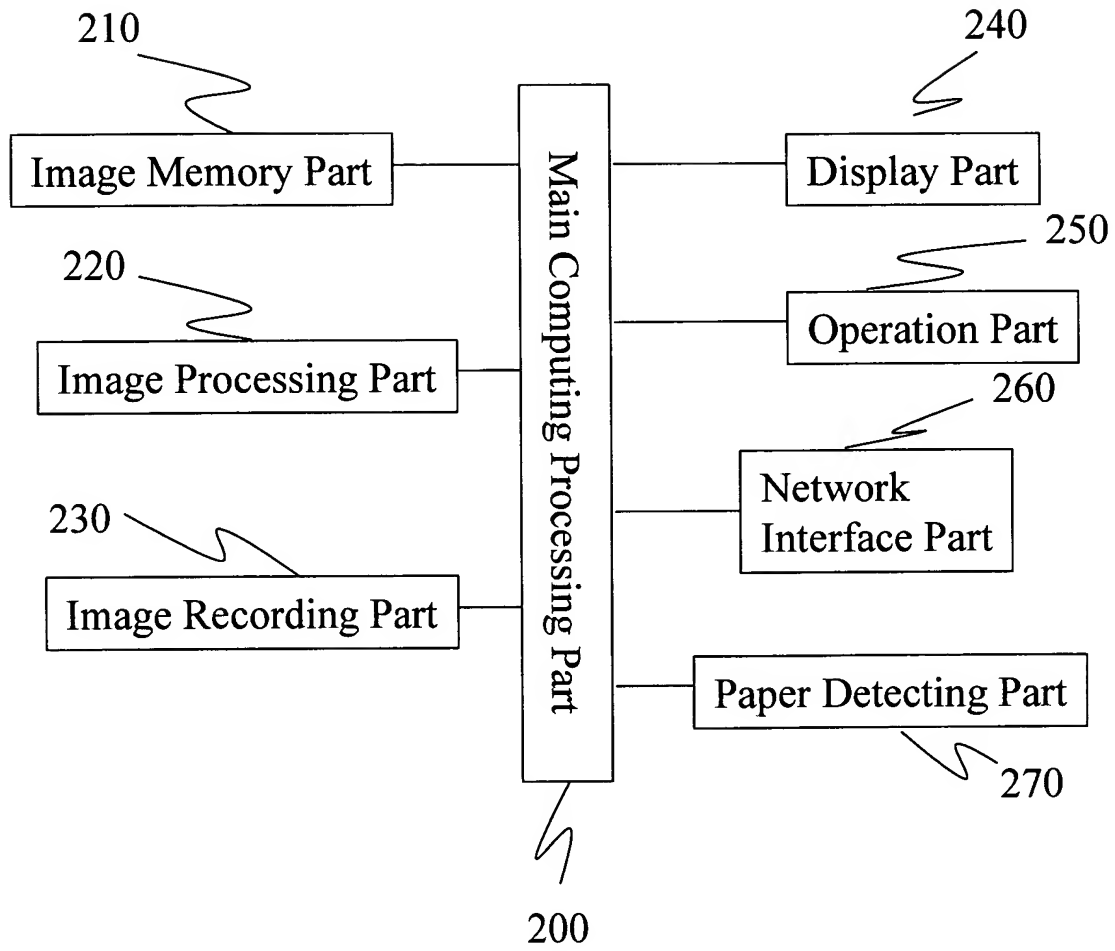 210
Image Memory Part
220
Image Processing Part
230
Image Recording Part
Main Computing Processing Part
200
240
Display Part
250
Operation Part
260
Network
Interface Part
Paper Detecting Part
270